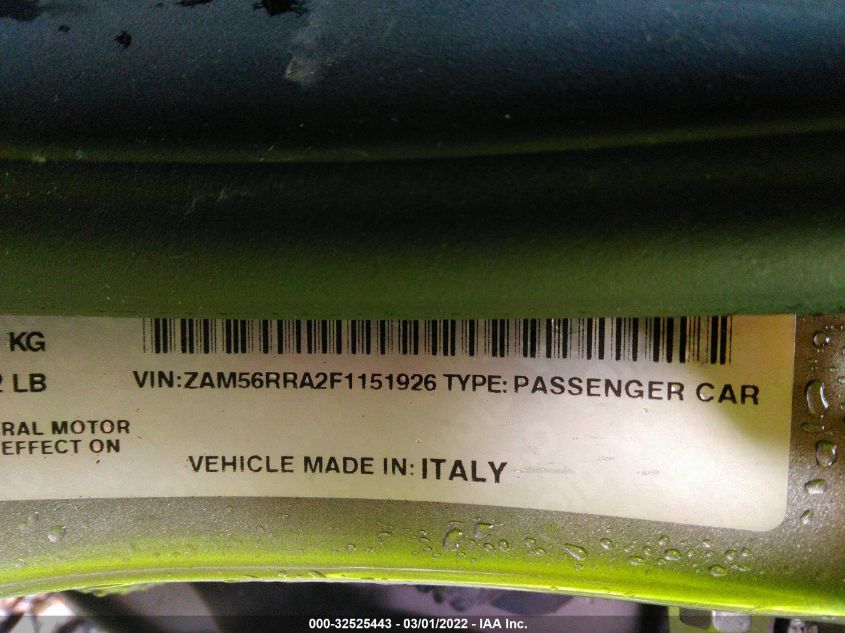 KG
LB
VIN:ZAM56RRA2F1151926 TYPE: PASSENGER CAR
RAL MOTOR
EFFECT ON
VEHICLE MADE IN: ITALY
000-32525443 - 03/01/2022 - IAA Inc.